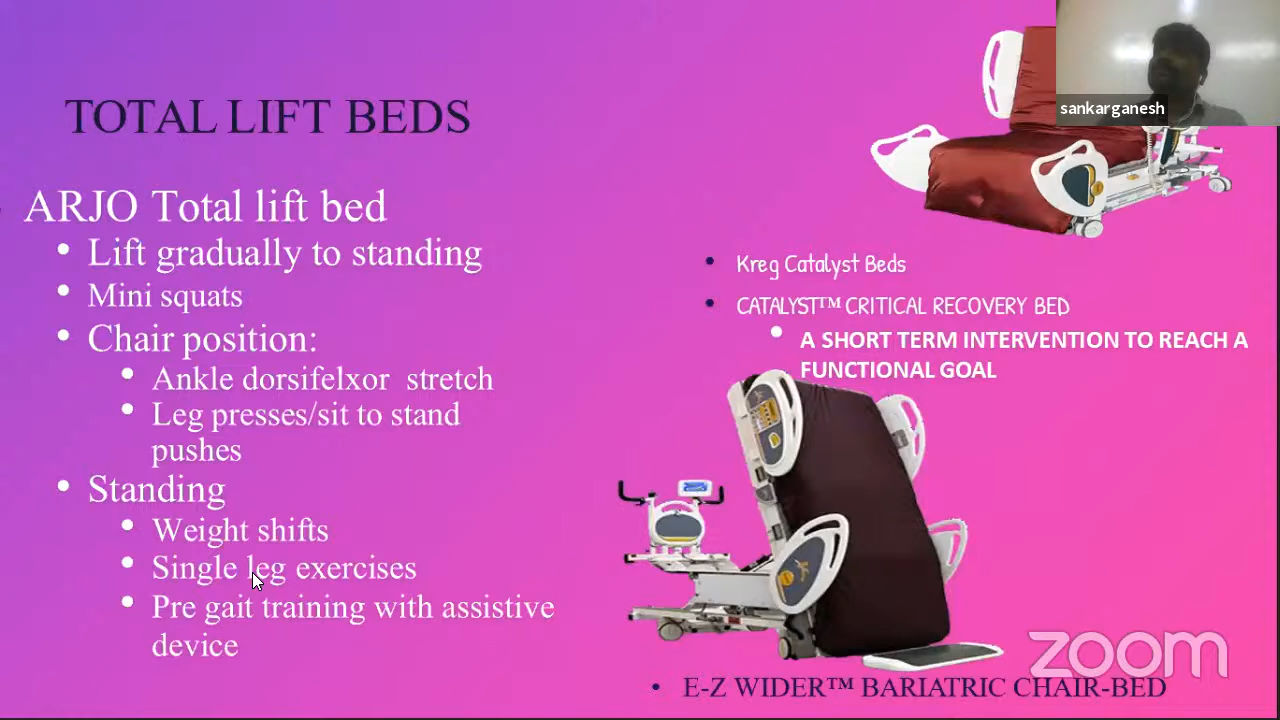 TOTAL LIFT BEDS
ARJO Total lift bed
• Lift gradually to standing
• Mini squats
• Chair position:
• Ankle dorsifelxor stretch
• Leg presses/sit to stand
pushes
• Standing
• Weight shifts
• Single leg exercises
• Pre gait training with assistive
device
sankarganesh
• Kreg Catalyst Beds
• CATALYST™ CRITICAL RECOVERY BED
• A SHORT TERM INTERVENTION TO REACH A
FUNCTIONAL GOAL
• E-Z WIDER™ BARIATRIC CHAIR-BED
zoom